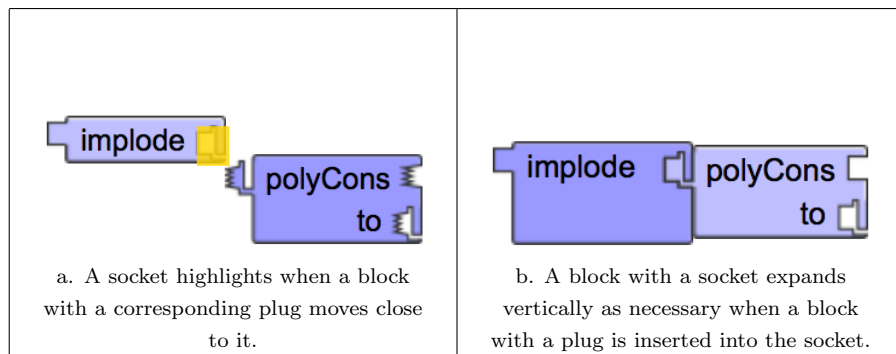 implode
polyCons
to
a. A socket highlights when a block
with a corresponding plug moves close
to it.
implode
polyCons
to
b. A block with a socket expands
vertically as necessary when a block
with a plug is inserted into the socket.